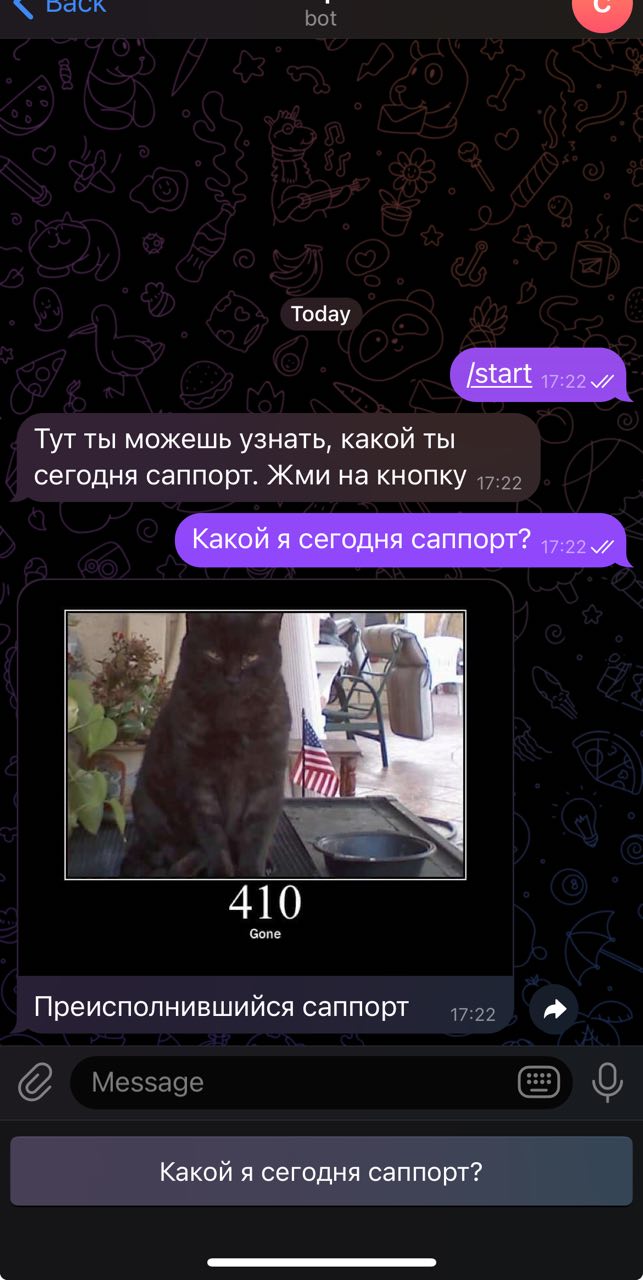 Back
bot
C
Today
/start 17:22
Тут ты можешь узнать, какой ты
сегодня саппорт. Жми на кнопку 17:22
Какой я сегодня саппорт? 17:22
410
Gone
Преисполнившийся саппорт 17:22
Message
Какой я сегодня саппорт?